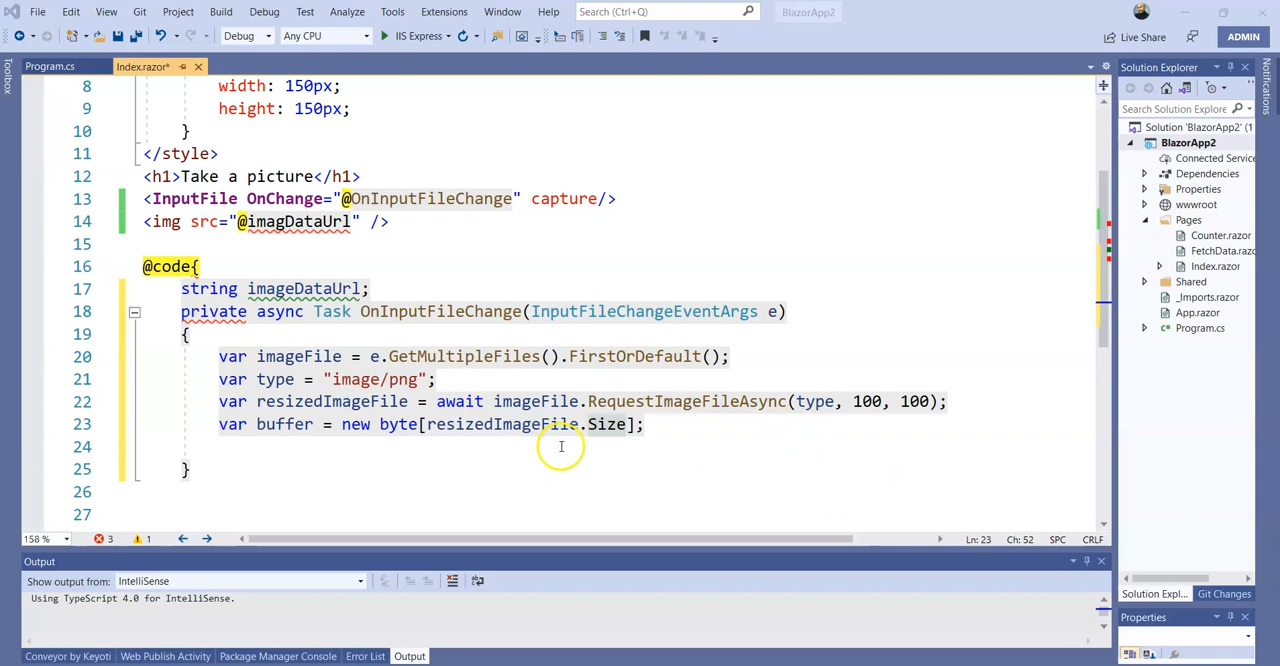 File Edit View Git Project Build Debug Test Analyze Tools Extensions Window Help Search (Ctrl+Q) BlazorApp2
Debug Any CPU IIS Express Live Share ADMIN
Toolbox
Program.cs Index.razor*
8 width: 150px;
9 height: 150px;
10 }
11 </style>
12 <h1>Take a picture</h1>
13 <InputFile OnChange="@OnInputFileChange" capture/>
14 <img src="@imagDataUrl" />
15
16 @code{
17 string imageDataUrl;
18 private async Task OnInputFileChange(InputFileChangeEventArgs e)
19 {
20 var imageFile = e.GetMultipleFiles().FirstOrDefault();
21 var type = "image/png";
22 var resizedImageFile = await imageFile.RequestImageFileAsync(type, 100, 100);
23 var buffer = new byte[resizedImageFile.Size];
24
25 }
26
27
158 % 3 1 Ln: 23 Ch: 52 SPC CRLF
Output
Show output from: IntelliSense
Using TypeScript 4.0 for IntelliSense.
Conveyor by Keyoti Web Publish Activity Package Manager Console Error List Output
Solution Explorer
Search Solution Explore
Solution 'BlazorApp2' (1
BlazorApp2
Connected Service
Dependencies
Properties
wwwroot
Pages
Counter.razor
FetchData.razo
Index.razor
Shared
_Imports.razor
App.razor
Program.cs
Solution Expl... Git Changes
Properties
Notifications